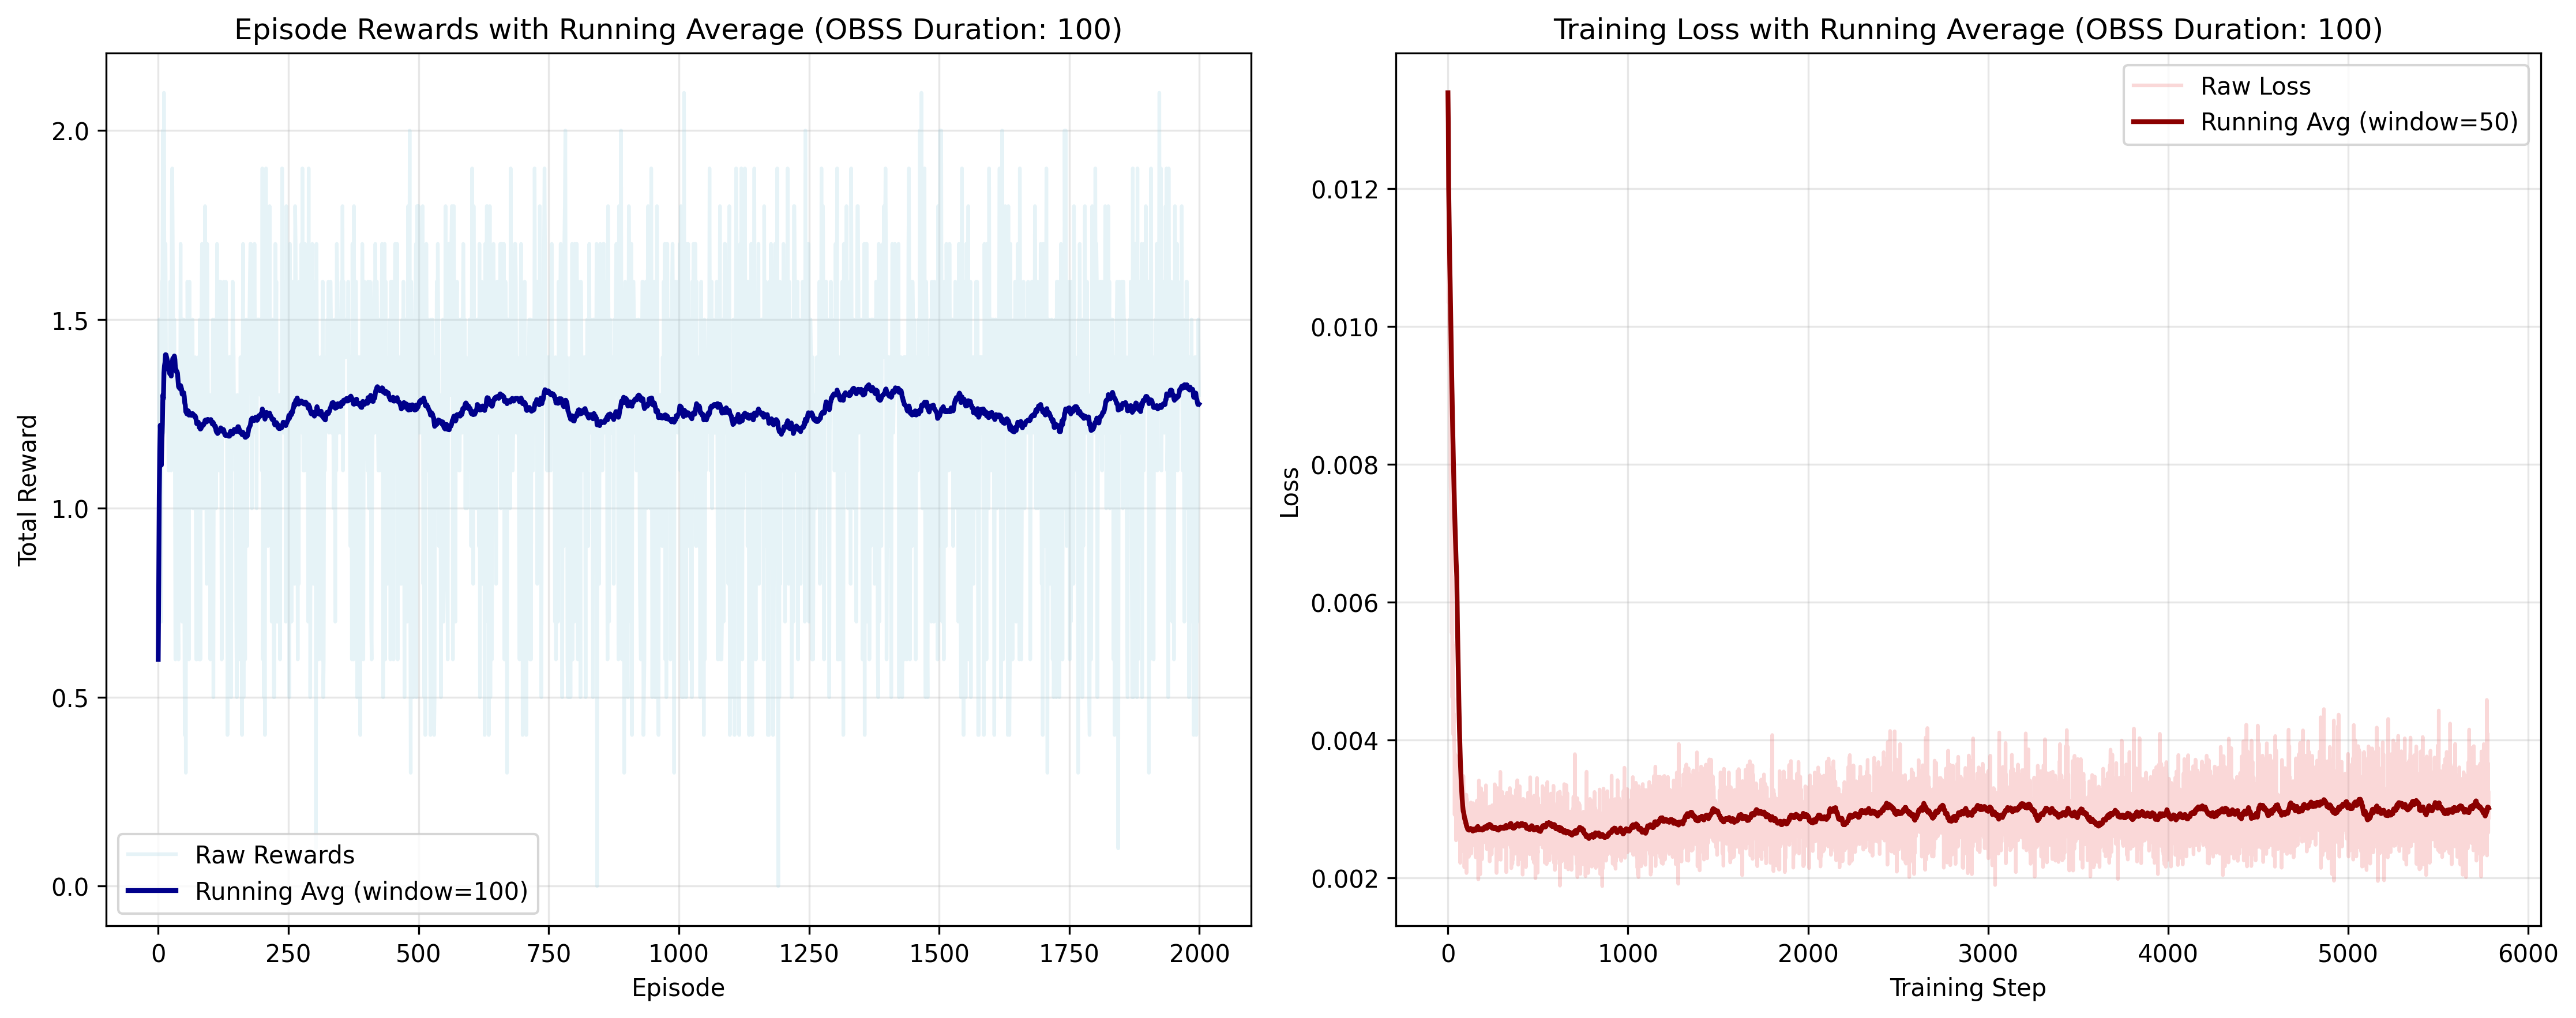 Episode Rewards with Running Average (OBSS Duration: 100)
Total Reward
2.0
1.5
1.0
0.5
0.0
Raw Rewards
Running Avg (window=100)
0 250 500 750 1000 1250 1500 1750 2000
Episode
Training Loss with Running Average (OBSS Duration: 100)
Loss
0.012
0.010
0.008
0.006
0.004
0.002
Raw Loss
Running Avg (window=50)
0 1000 2000 3000 4000 5000 6000
Training Step